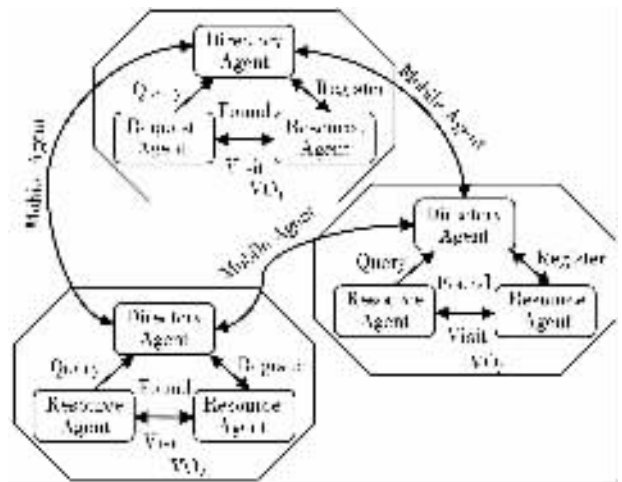 Directory
Agent
Mobile Agent
Mobile Agent
Query
Register
Found
Request
Agent
Resource
Agent
Visit
VO
Mobile Agent
Directory
Agent
Query
Register
Found
Resource
Agent
Resource
Agent
Visit
VO
Directory
Agent
Query
Register
Found
Resource
Agent
Resource
Agent
Visit
VO